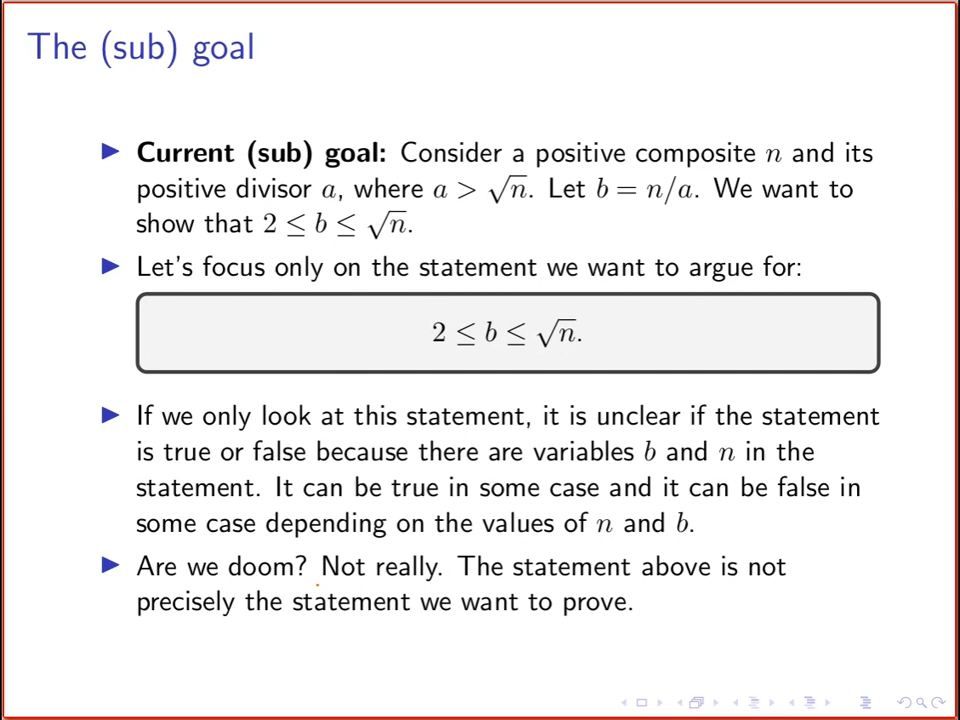 The (sub) goal
▶ Current (sub) goal: Consider a positive composite n and its
positive divisor a, where a > √n. Let b = n/a. We want to
show that 2 ≤ b ≤ √n.
▶ Let's focus only on the statement we want to argue for:
2 ≤ b ≤ √n.
▶ If we only look at this statement, it is unclear if the statement
is true or false because there are variables b and n in the
statement. It can be true in some case and it can be false in
some case depending on the values of n and b.
▶ Are we doom? Not really. The statement above is not
precisely the statement we want to prove.